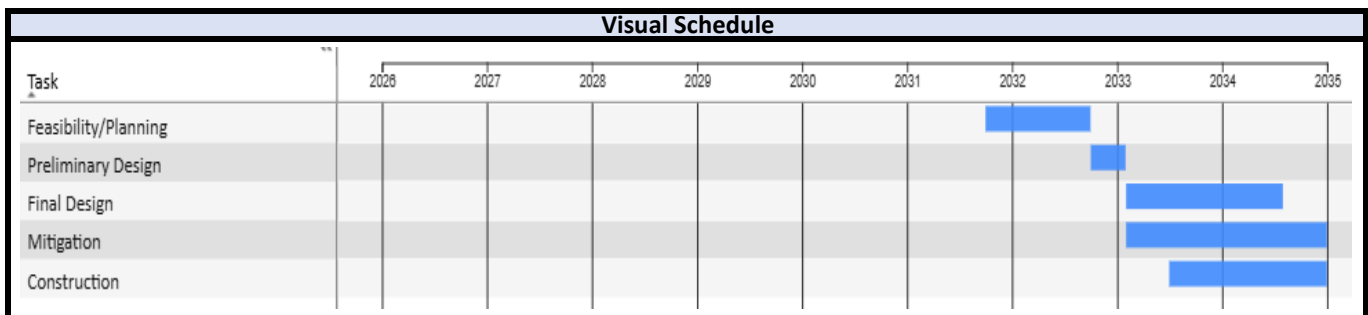 Visual Schedule
Task 2026 2027 2028 2029 2030 2031 2032 2033 2034 2035
Feasibility/Planning
Preliminary Design
Final Design
Mitigation
Construction